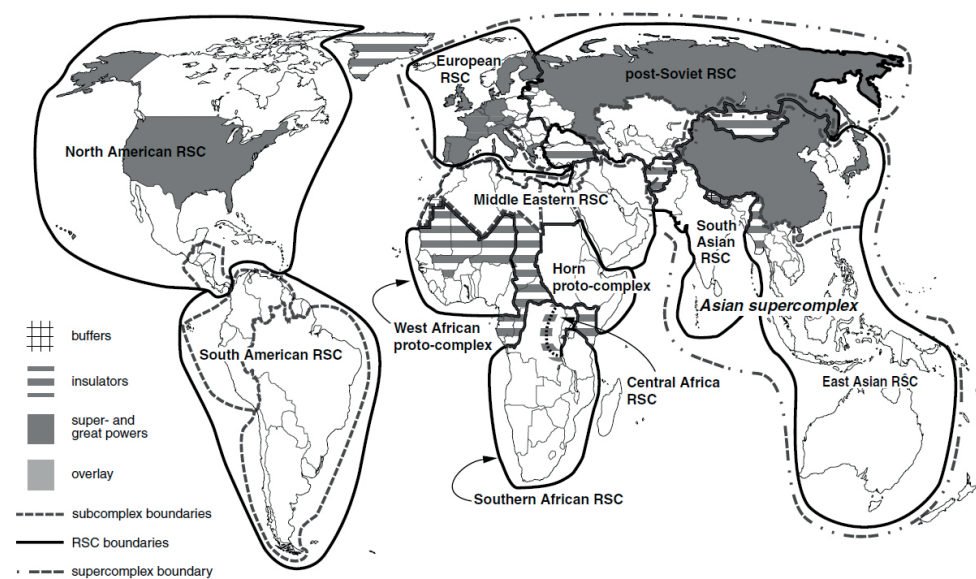 European
RSC
post-Soviet RSC
North American RSC
Middle Eastern RSC
South
Asian
RSC
Horn
proto-complex
Asian supercomplex
West African
proto-complex
South American RSC
Central Africa
RSC
East Asian RSC
Southern African RSC
buffers
insulators
super- and
great powers
overlay
subcomplex boundaries
RSC boundaries
supercomplex boundary